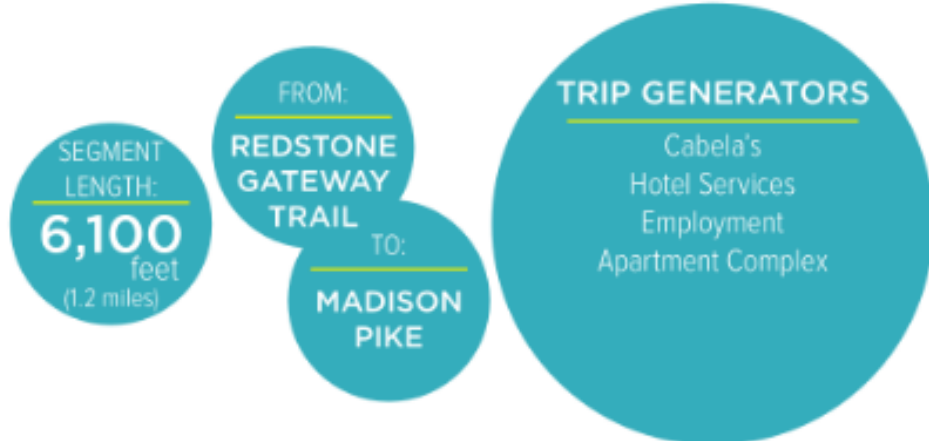 SEGMENT
LENGTH:
6,100
feet
(1.2 miles)
FROM:
REDSTONE
GATEWAY
TRAIL
TO:
MADISON
PIKE
TRIP GENERATORS
Cabela's
Hotel Services
Employment
Apartment Complex